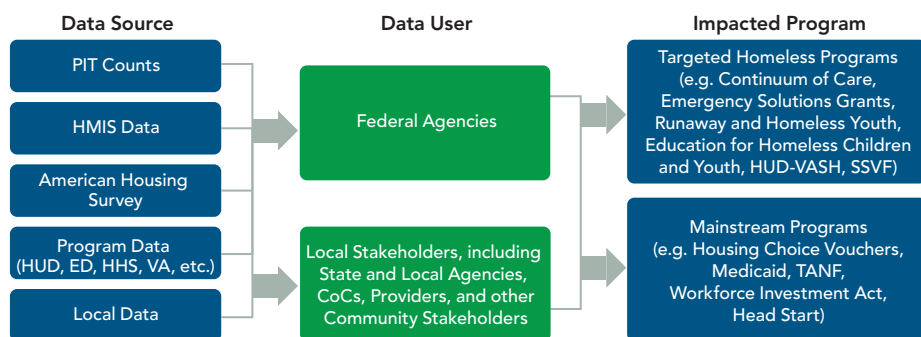 Data Source
Data User
Impacted Program
PIT Counts
HMIS Data
American Housing
Survey
Program Data
(HUD, ED, HHS, VA, etc.)
Local Data
Federal Agencies
Local Stakeholders, including
State and Local Agencies,
CoCs, Providers, and other
Community Stakeholders
Targeted Homeless Programs
(e.g. Continuum of Care,
Emergency Solutions Grants,
Runaway and Homeless Youth,
Education for Homeless Children
and Youth, HUD-VASH, SSVF)
Mainstream Programs
(e.g. Housing Choice Vouchers,
Medicaid, TANF,
Workforce Investment Act,
Head Start)